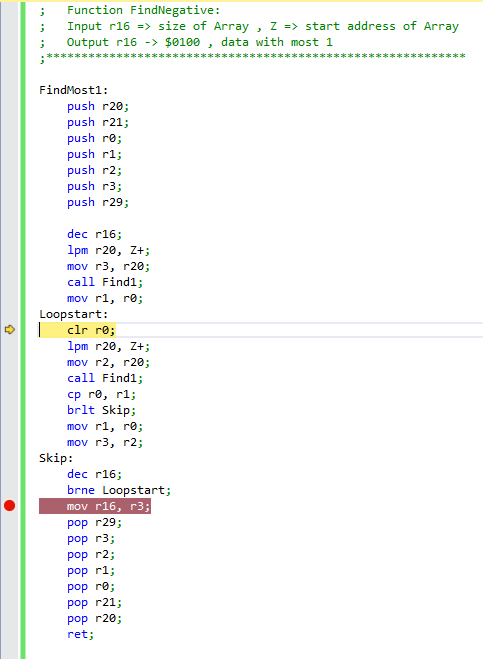 ;   Function FindNegative:
;   Input r16 => size of Array , Z => start address of Array
;   Output r16 -> $0100 , data with most 1
;************************************************************
FindMost1:
    push r20;
    push r21;
    push r0;
    push r1;
    push r2;
    push r3;
    push r29;
    dec r16;
    lpm r20, Z+;
    mov r3, r20;
    call Find1;
    mov r1, r0;
Loopstart:
    clr r0;
    lpm r20, Z+;
    mov r2, r20;
    call Find1;
    cp r0, r1;
    brlt Skip;
    mov r1, r0;
    mov r3, r2;
Skip:
    dec r16;
    brne Loopstart;
    mov r16, r3;
    pop r29;
    pop r3;
    pop r2;
    pop r1;
    pop r0;
    pop r21;
    pop r20;
    ret;